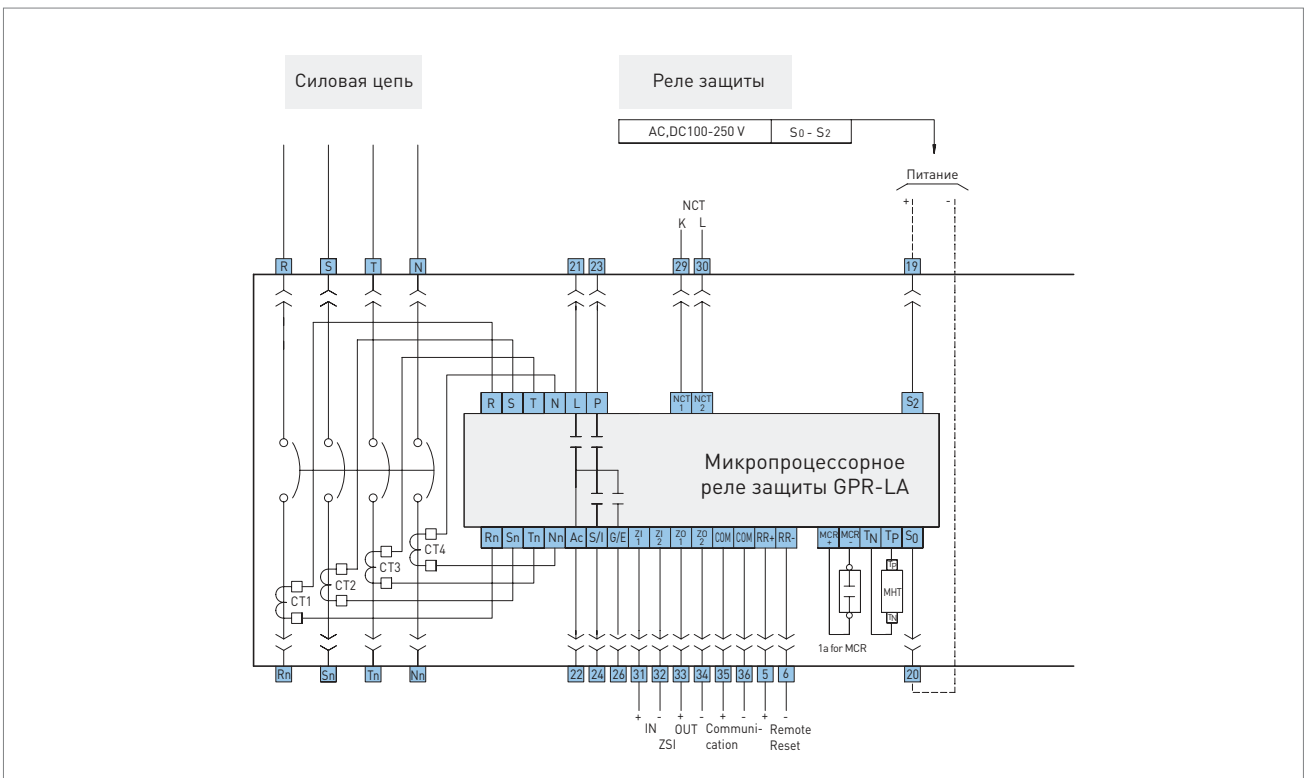 Силовая цепь
Реле защиты
AC,DC100-250 V S0 - S2
Питание
+ -
NCT
K L
R S T N 21 23 29 30 19
R S T N L P NCT 1 NCT 2 S2
Микропроцессорное
реле защиты GPR-LA
Rn Sn Tn Nn Ac S/I G/E ZI 1 ZI 2 ZO 1 ZO 2 COM COM RR+ RR- MCR + MCR - TN TP S0
CT4
CT3
CT2
CT1
TP
MHT
TN
1a for MCR
Rn Sn Tn Nn 22 24 26 31 32 33 34 35 36 5 6 20
+ - + - + - + -
IN OUT Communi- Remote
ZSI cation Reset